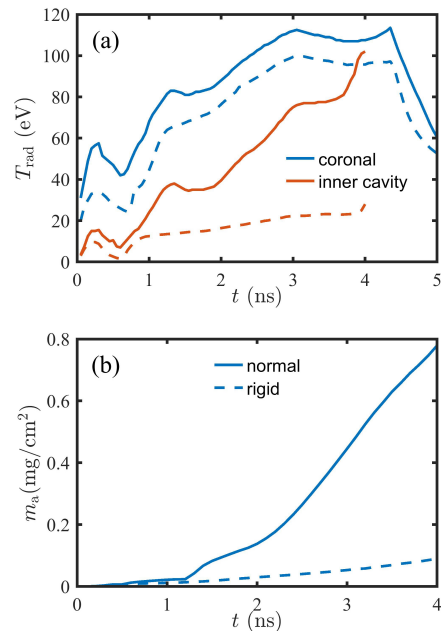 (a)
120
100
80
60
40
20
0
T_rad (eV)
coronal
inner cavity
0 1 2 3 4 5
t (ns)
(b)
0.8
0.6
0.4
0.2
0
m_a(mg/cm²)
normal
rigid
0 1 2 3 4
t (ns)